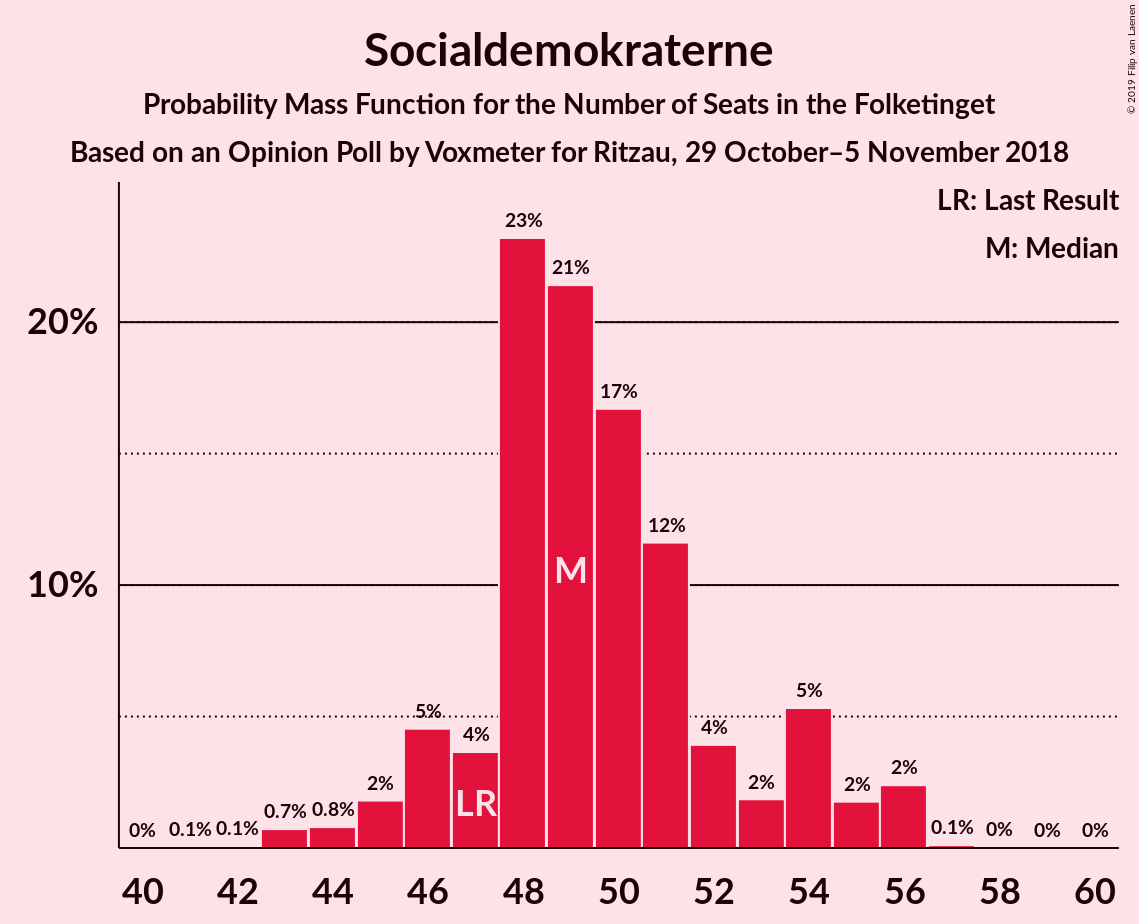 Socialdemokraterne
Probability Mass Function for the Number of Seats in the Folketinget
Based on an Opinion Poll by Voxmeter for Ritzau, 29 October–5 November 2018
© 2019 Filip van Laenen
LR: Last Result
M: Median
20%
10%
0% 0.1% 0.1% 0.7% 0.8% 2% 5% 4% 23% 21% 17% 12% 4% 2% 5% 2% 2% 0.1% 0% 0% 0%
M
LR
40 42 44 46 48 50 52 54 56 58 60